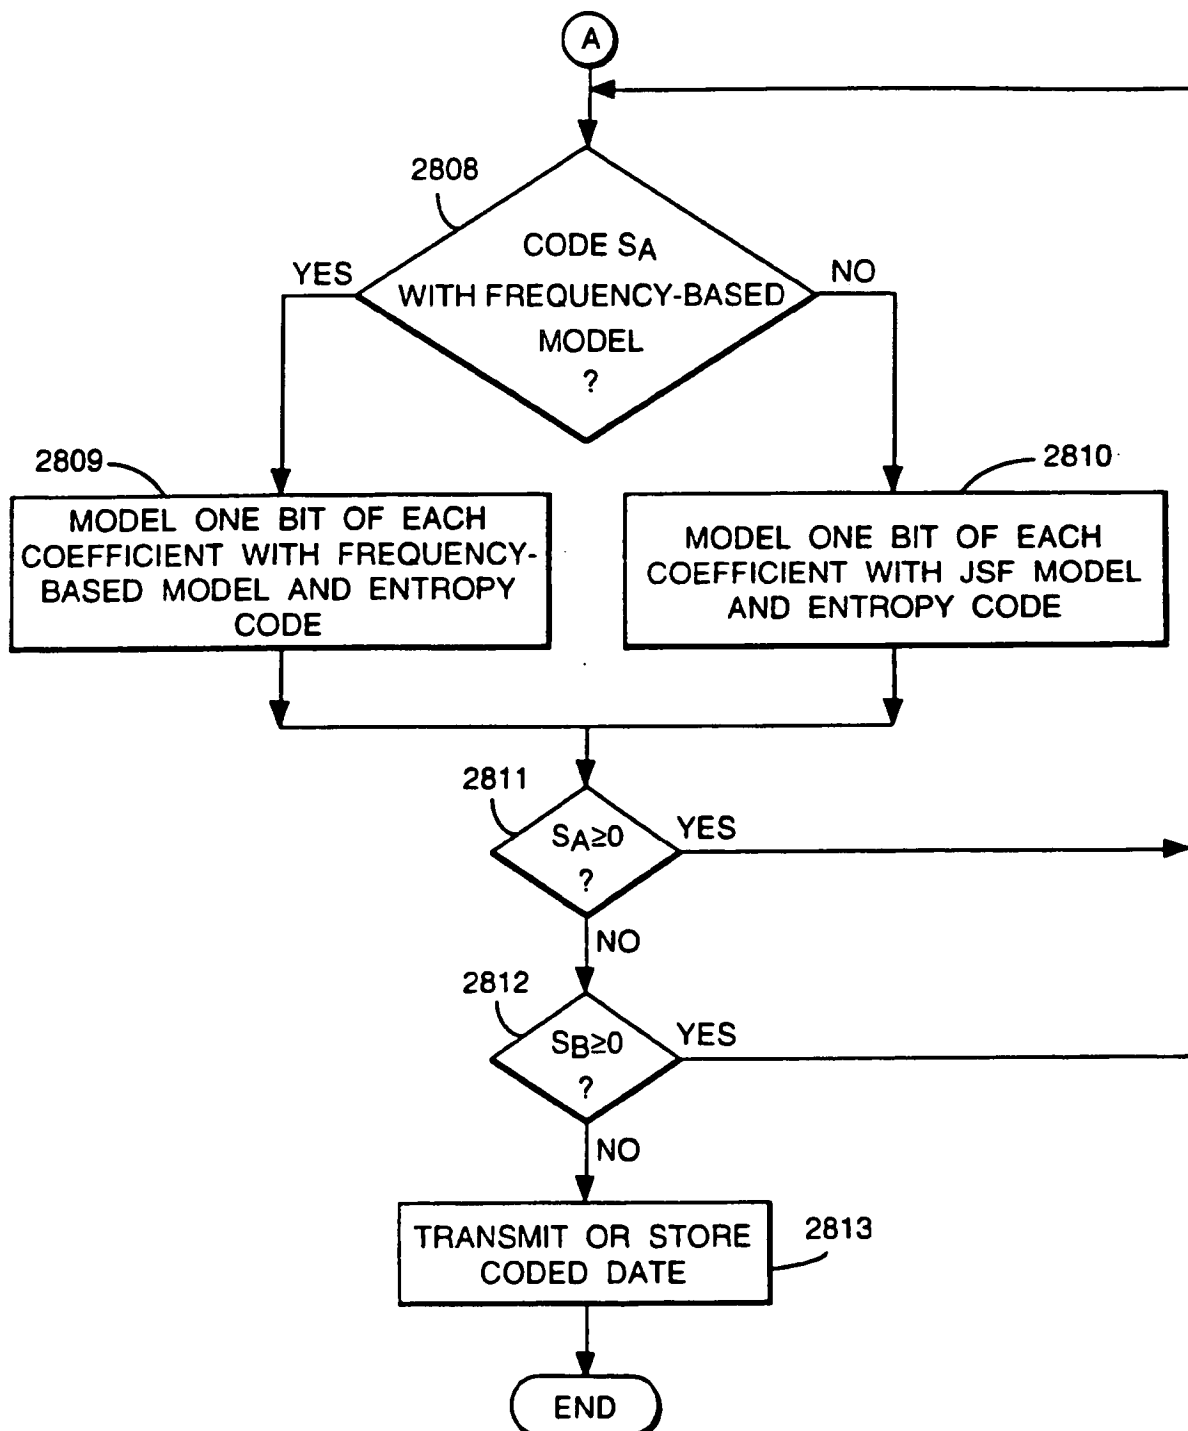 A
2808
CODE SA
WITH FREQUENCY-BASED
MODEL
?
YES
NO
2809
MODEL ONE BIT OF EACH
COEFFICIENT WITH FREQUENCY-
BASED MODEL AND ENTROPY
CODE
2810
MODEL ONE BIT OF EACH
COEFFICIENT WITH JSF MODEL
AND ENTROPY CODE
2811
SA≥0
?
YES
NO
2812
SB≥0
?
YES
NO
TRANSMIT OR STORE
CODED DATE
2813
END